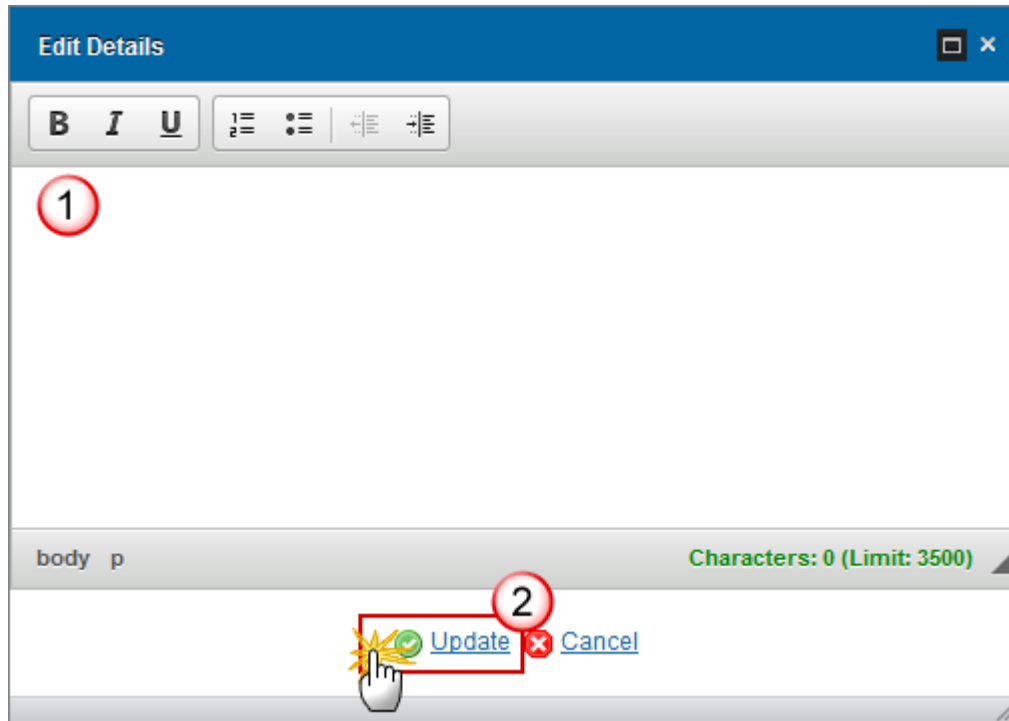 Edit Details
B I U
1
body p Characters: 0 (Limit: 3500)
2
Update Cancel